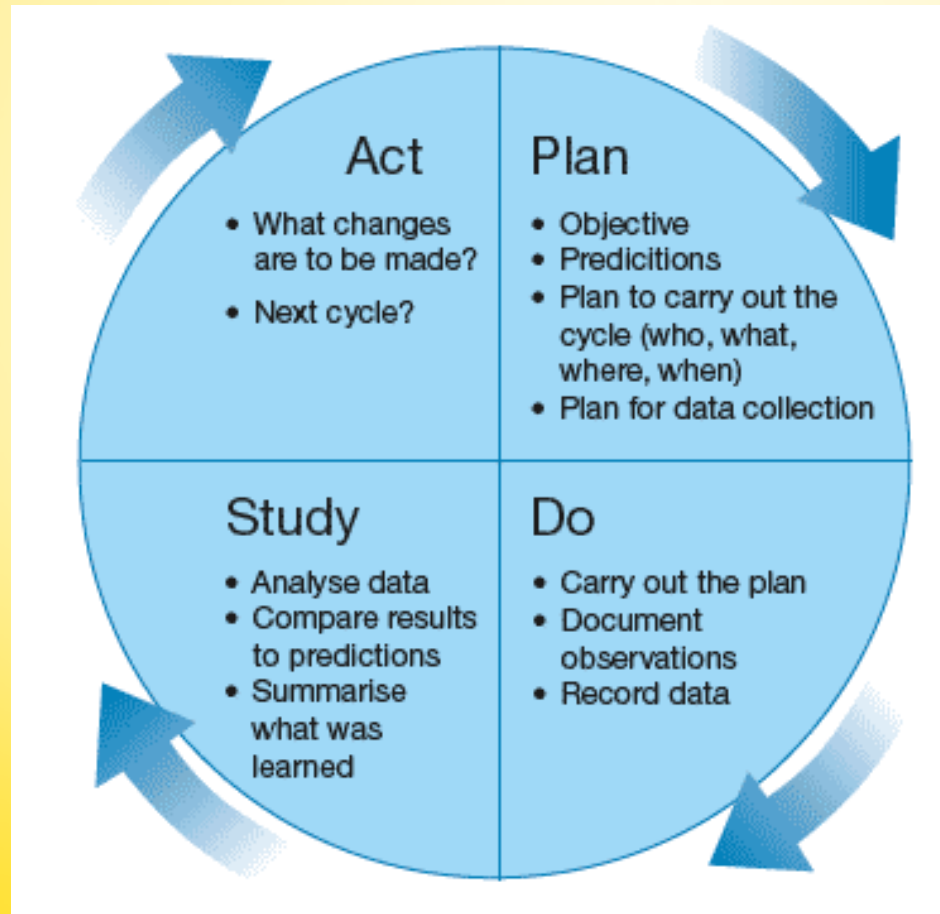 Act
• What changes
are to be made?
• Next cycle?
Plan
• Objective
• Predicitions
• Plan to carry out the
cycle (who, what,
where, when)
• Plan for data collection
Study
• Analyse data
• Compare results
to predictions
• Summarise
what was
learned
Do
• Carry out the plan
• Document
observations
• Record data